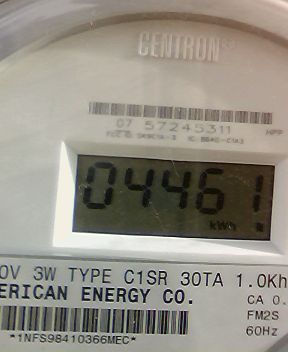 CENTRON®
07 57245311
04461
kWh
0V 3W TYPE C1SR 30TA 1.0Kh
ERICAN ENERGY CO.
CA 0.
FM2S
60Hz
*1NFS98410366MEC*